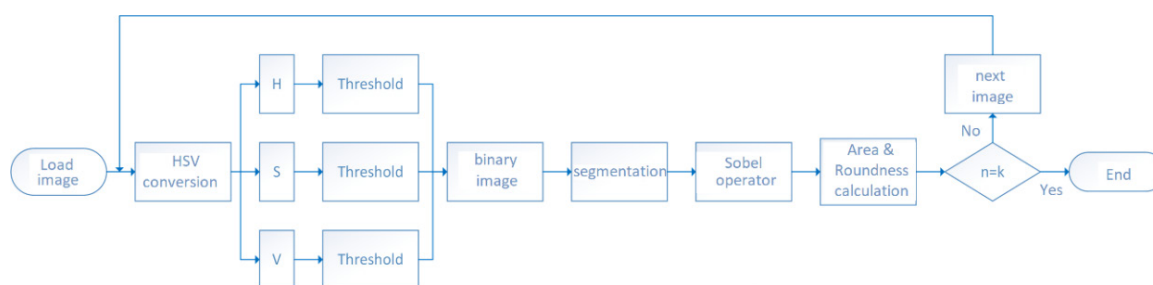 Load
image
HSV
conversion
H
Threshold
S
Threshold
V
Threshold
binary
image
segmentation
Sobel
operator
Area &
Roundness
calculation
n=k
No
next
image
Yes
End